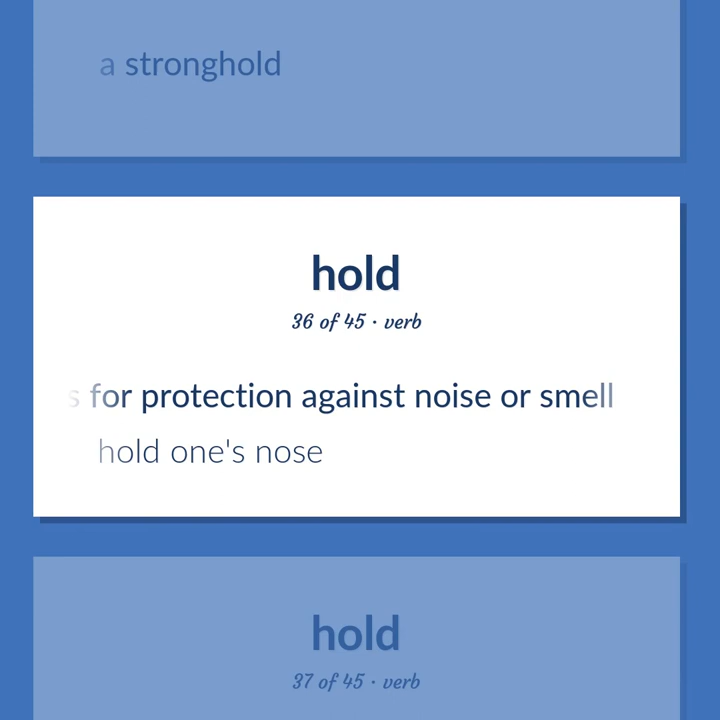 a stronghold
hold
36 of 45 · verb
s for protection against noise or smell
hold one's nose
hold
37 of 45 · verb